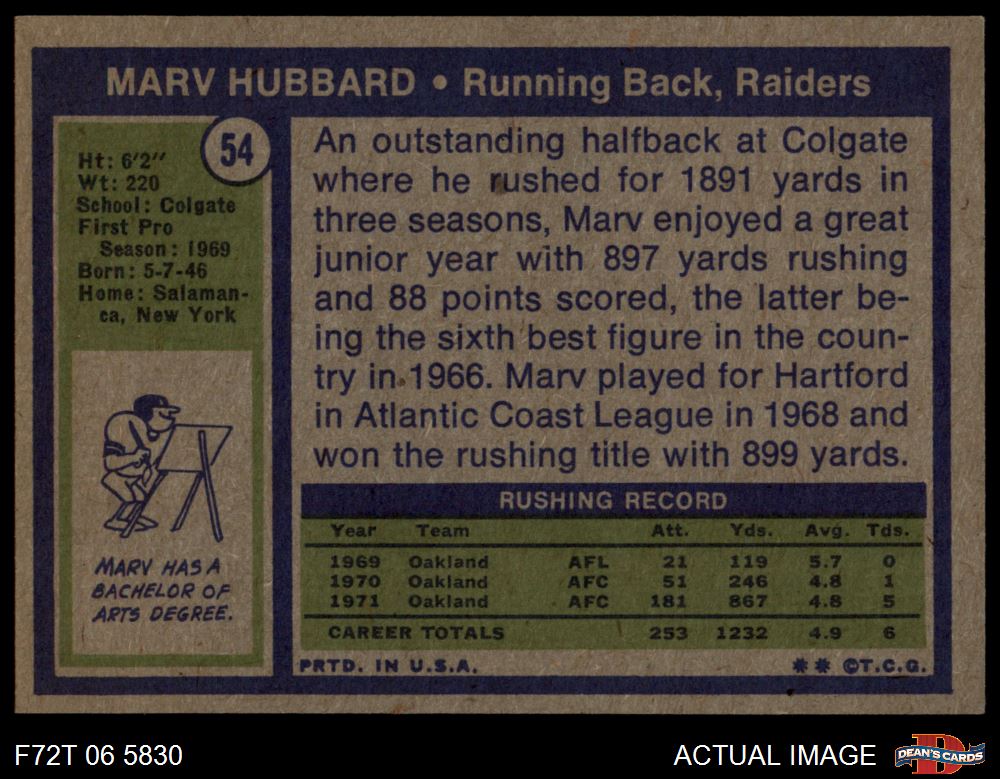 MARV HUBBARD • Running Back, Raiders
54
Ht: 6'2"
Wt: 220
School: Colgate
First Pro
Season: 1969
Born: 5-7-46
Home: Salaman-
ca, New York
MARV HAS A
BACHELOR OF
ARTS DEGREE.
An outstanding halfback at Colgate
where he rushed for 1891 yards in
three seasons, Marv enjoyed a great
junior year with 897 yards rushing
and 88 points scored, the latter be-
ing the sixth best figure in the coun-
try in 1966. Marv played for Hartford
in Atlantic Coast League in 1968 and
won the rushing title with 899 yards.
RUSHING RECORD
Year Team Att. Yds. Avg. Tds.
1969 Oakland AFL 21 119 5.7 0
1970 Oakland AFC 51 246 4.8 1
1971 Oakland AFC 181 867 4.8 5
CAREER TOTALS 253 1232 4.9 6
PRTD. IN U.S.A. ** ©T.C.G.
F72T 06 5830 ACTUAL IMAGE DEAN'S CARDS